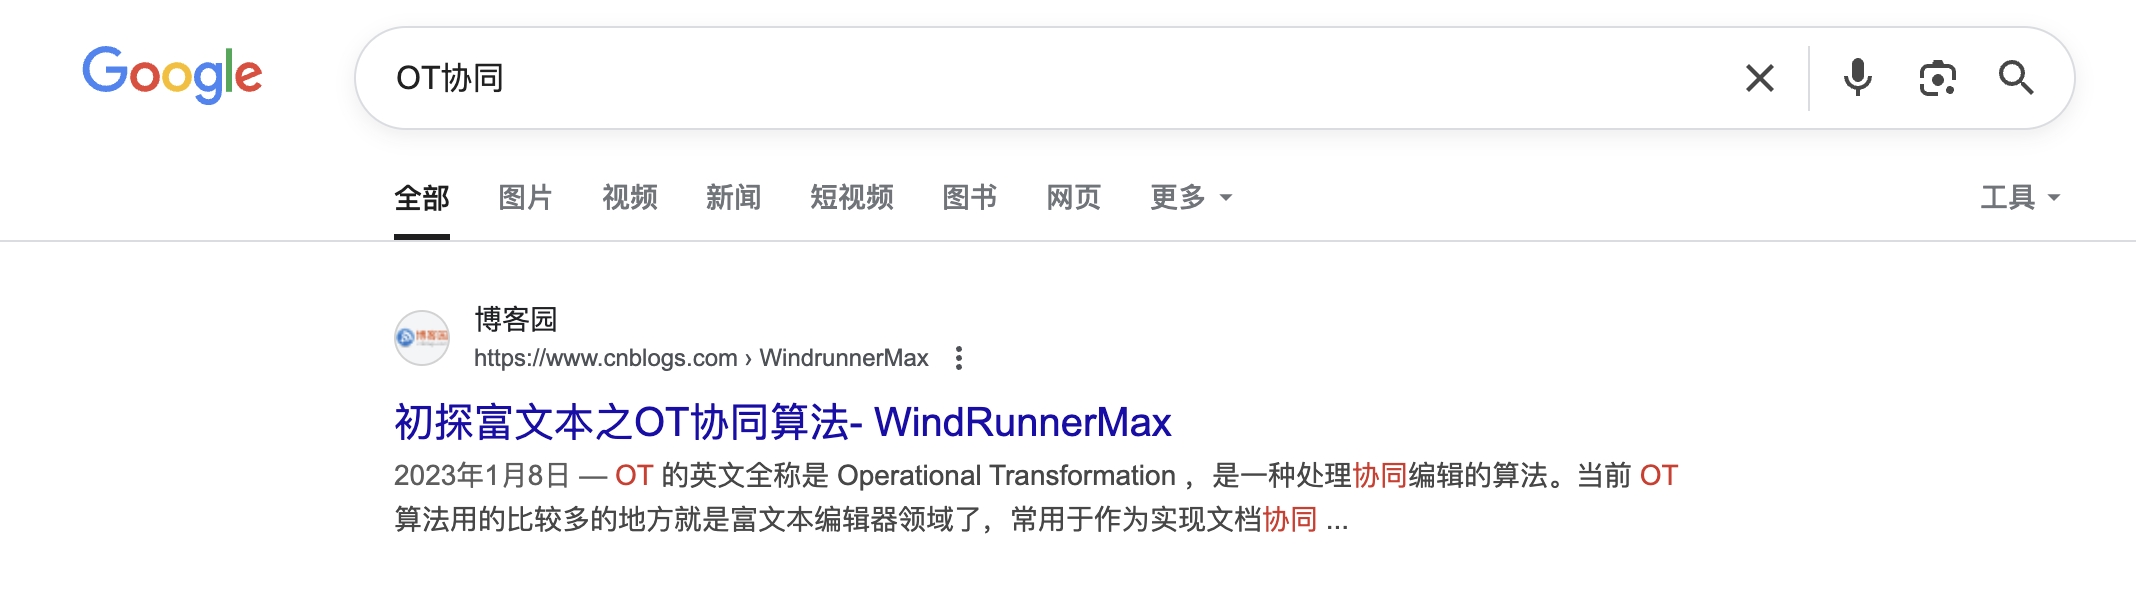 Google
OT协同
全部 图片 视频 新闻 短视频 图书 网页 更多 工具
博客园
博客园
https://www.cnblogs.com › WindrunnerMax
初探富文本之OT协同算法- WindRunnerMax
2023年1月8日 — OT 的英文全称是 Operational Transformation ，是一种处理协同编辑的算法。当前 OT
算法用的比较多的地方就是富文本编辑器领域了，常用于作为实现文档协同 ...